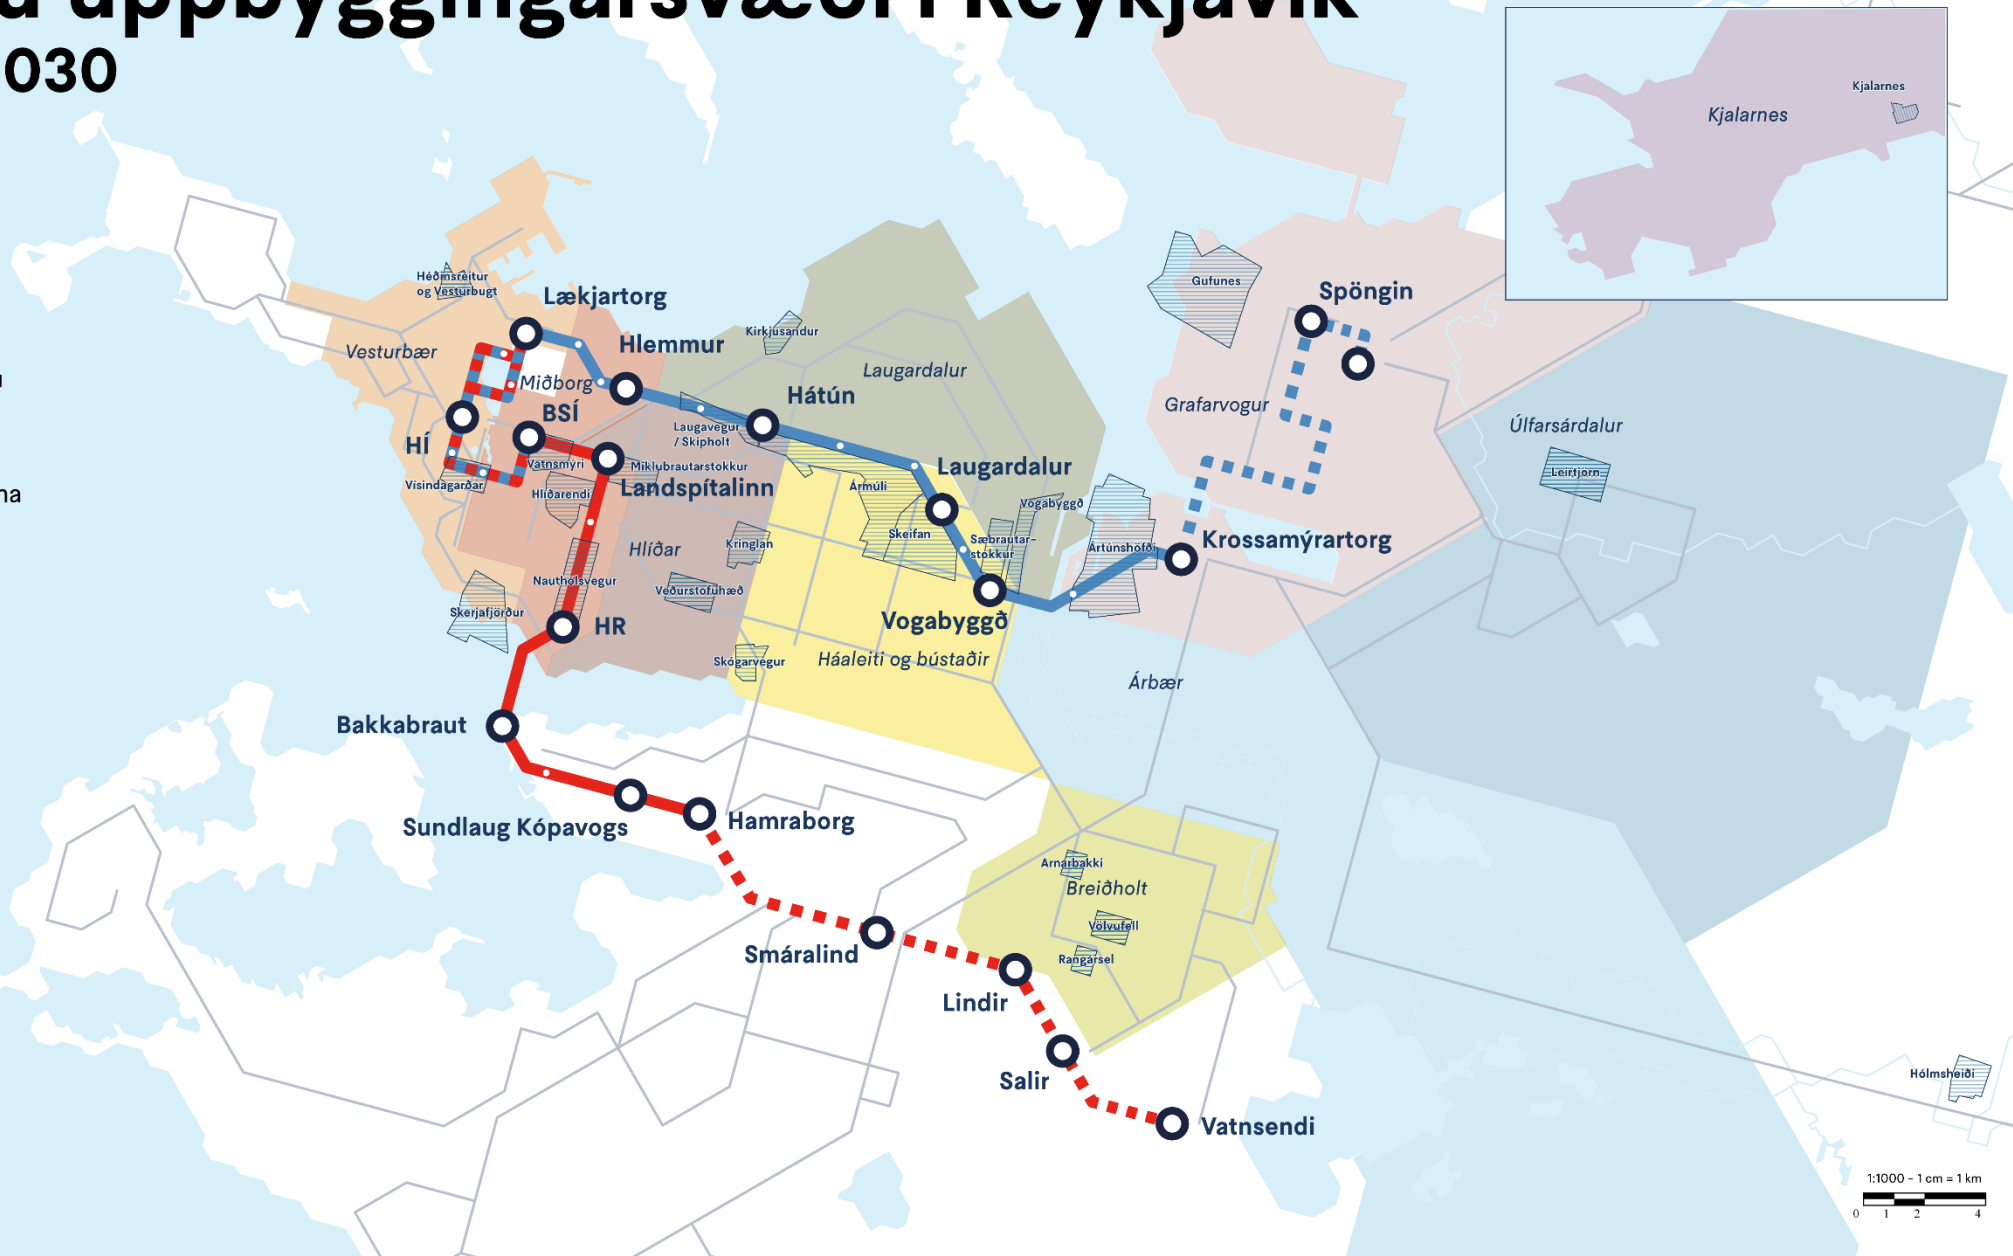 uppbyggingarsvæði í Reykjavík
030
na
Kjalarnes
Kjalarnes
Héðinsreitur
og Vesturbugt
Lækjartorg
Hlemmur
Vesturbær
Miðborg
BSÍ
HÍ
Vatnsmýri
Vísindagarðar
Hlíðarendi
Miklubrautarstokkur
Landspítalinn
Kirkjusandur
Laugardalur
Hátún
Laugavegur
/ Skipholt
Ármúli
Laugardalur
Skeifan
Vogabyggð
Sæbrautar-
stokkur
Hlíðar
Kringlan
Veðurstofuhæð
Nauthólsvegur
Skerjafjörður
HR
Skógarvegur
Vogabyggð
Háaleiti og bústaðir
Gufunes
Spöngin
Grafarvogur
Ártúnshöfði
Krossamýrartorg
Úlfarsárdalur
Leirtjörn
Árbær
Bakkabraut
Sundlaug Kópavogs
Hamraborg
Smáralind
Arnarbakki
Breiðholt
Völvufell
Rangársel
Lindir
Salir
Vatnsendi
Hólmsheiði
1:1000 - 1 cm = 1 km
0 1 2 4